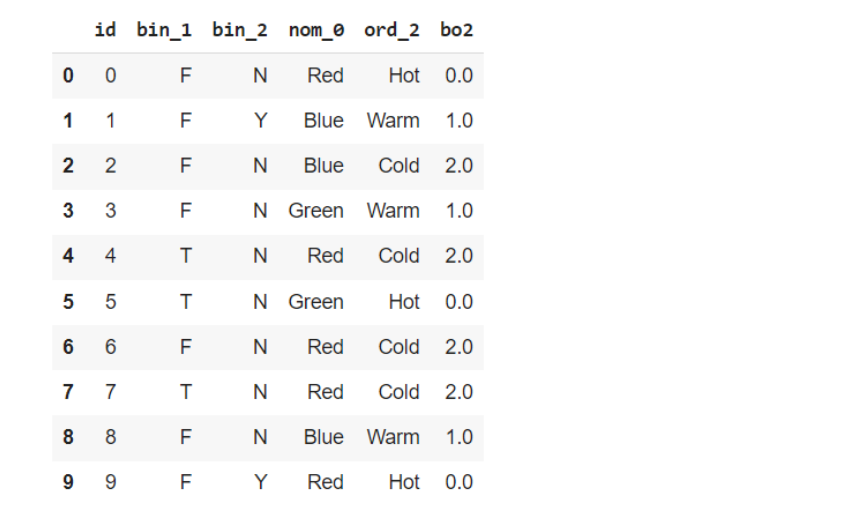 id bin_1 bin_2 nom_0 ord_2 bo2
0 0 F N Red Hot 0.0
1 1 F Y Blue Warm 1.0
2 2 F N Blue Cold 2.0
3 3 F N Green Warm 1.0
4 4 T N Red Cold 2.0
5 5 T N Green Hot 0.0
6 6 F N Red Cold 2.0
7 7 T N Red Cold 2.0
8 8 F N Blue Warm 1.0
9 9 F Y Red Hot 0.0